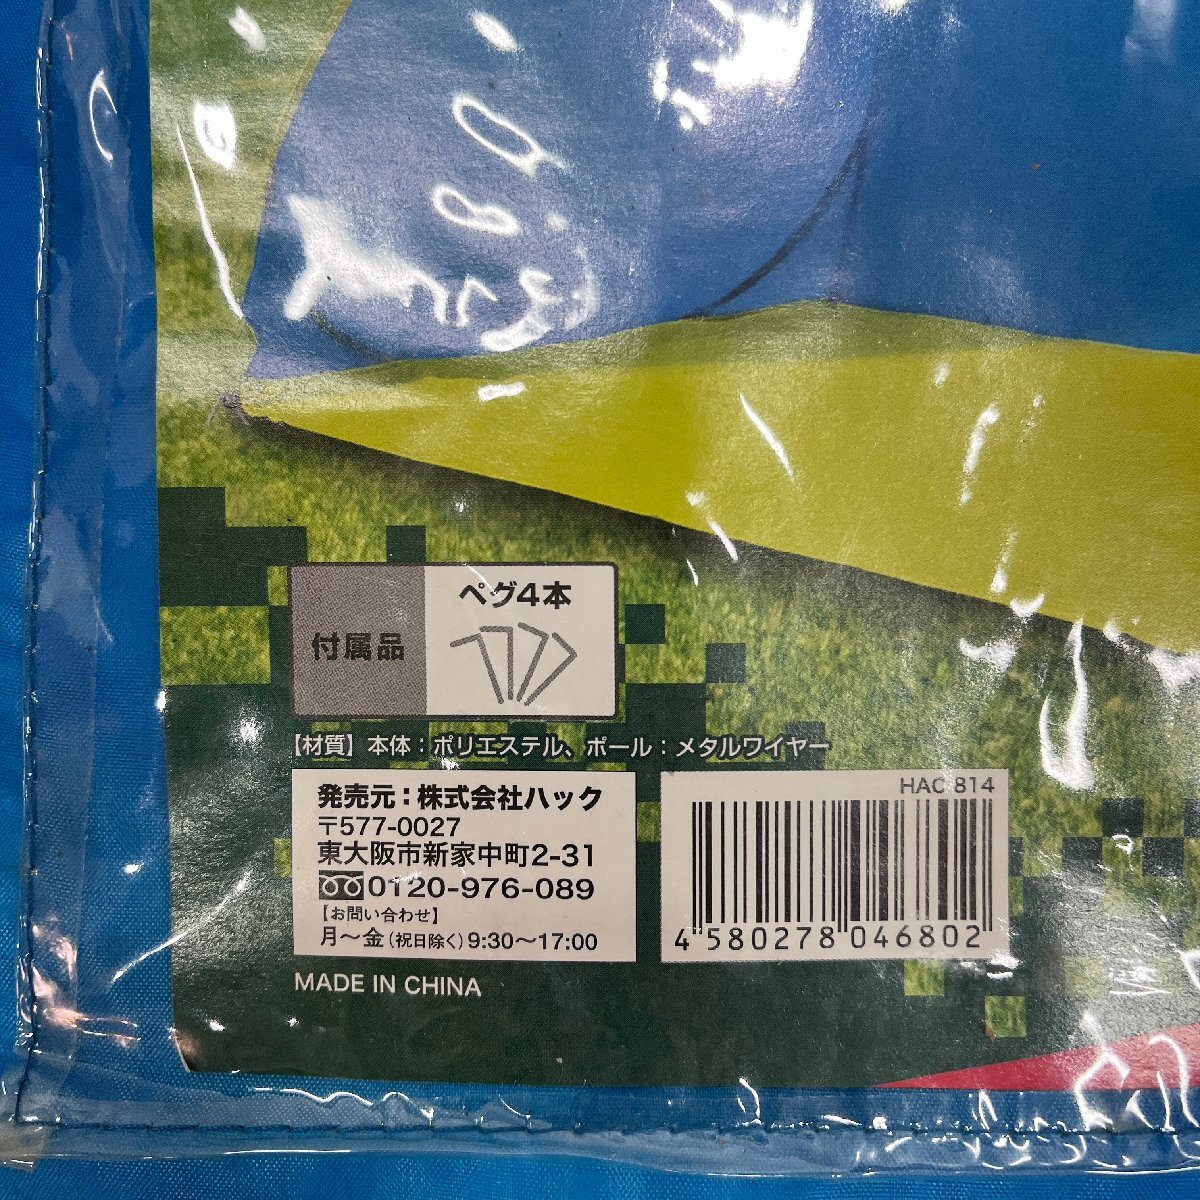 付属品
ペグ4本
【材質】本体：ポリエステル、ポール：メタルワイヤー
発売元：株式会社ハック
〒577-0027
東大阪市新家中町2-31
0120-976-089
【お問い合わせ】
月～金（祝日除く）9:30～17:00
MADE IN CHINA
HAC 814
4 580278 046802